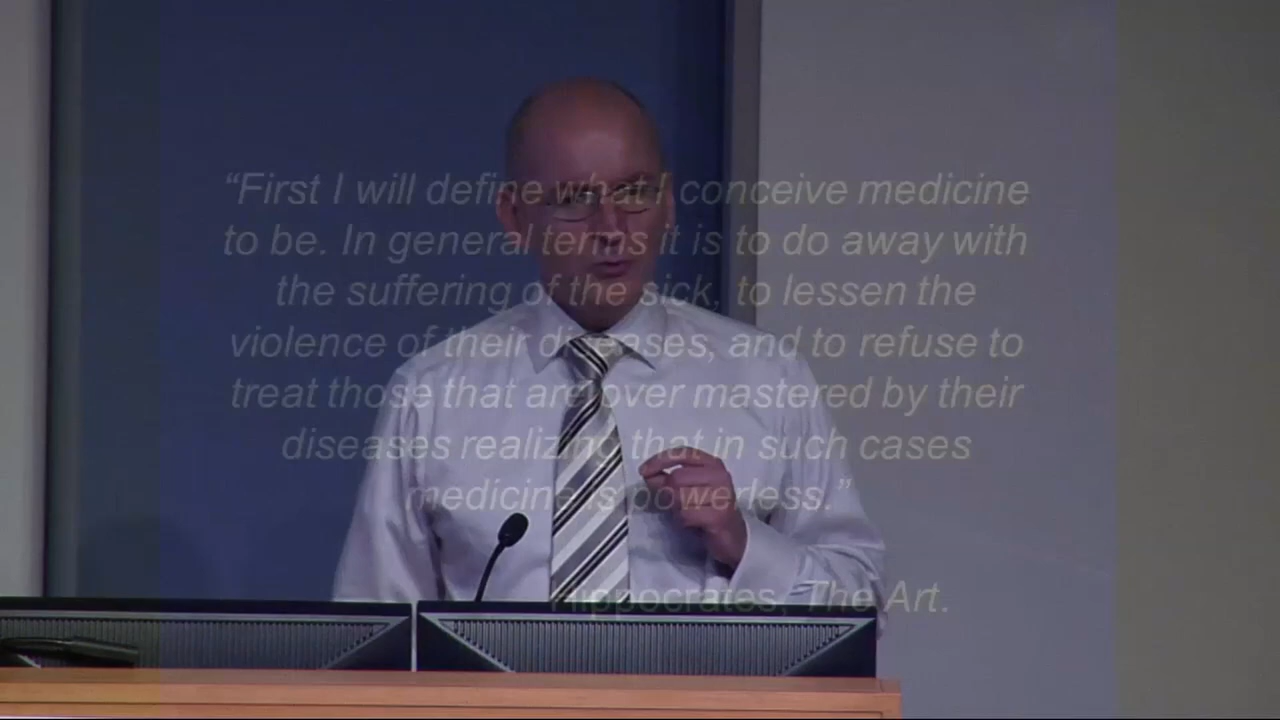 “First I will define what I conceive medicine
to be. In general terms it is to do away with
the suffering of the sick, to lessen the
violence of their diseases, and to refuse to
treat those that are over mastered by their
diseases realizing that in such cases
medicine is powerless.”
Hippocrates, The Art.